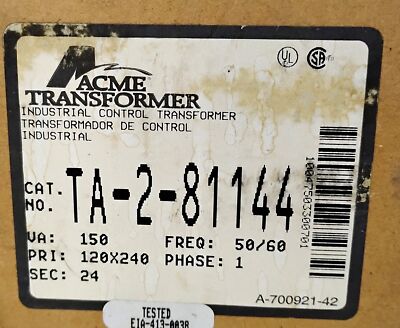 ACME
TRANSFORMER
INDUSTRIAL CONTROL TRANSFORMER
TRANSFORMADOR DE CONTROL
INDUSTRIAL
CAT. NO. TA-2-81144
VA: 150 FREQ: 50/60
PRI: 120X240 PHASE: 1
SEC: 24
A-700921-42
TESTED
UL